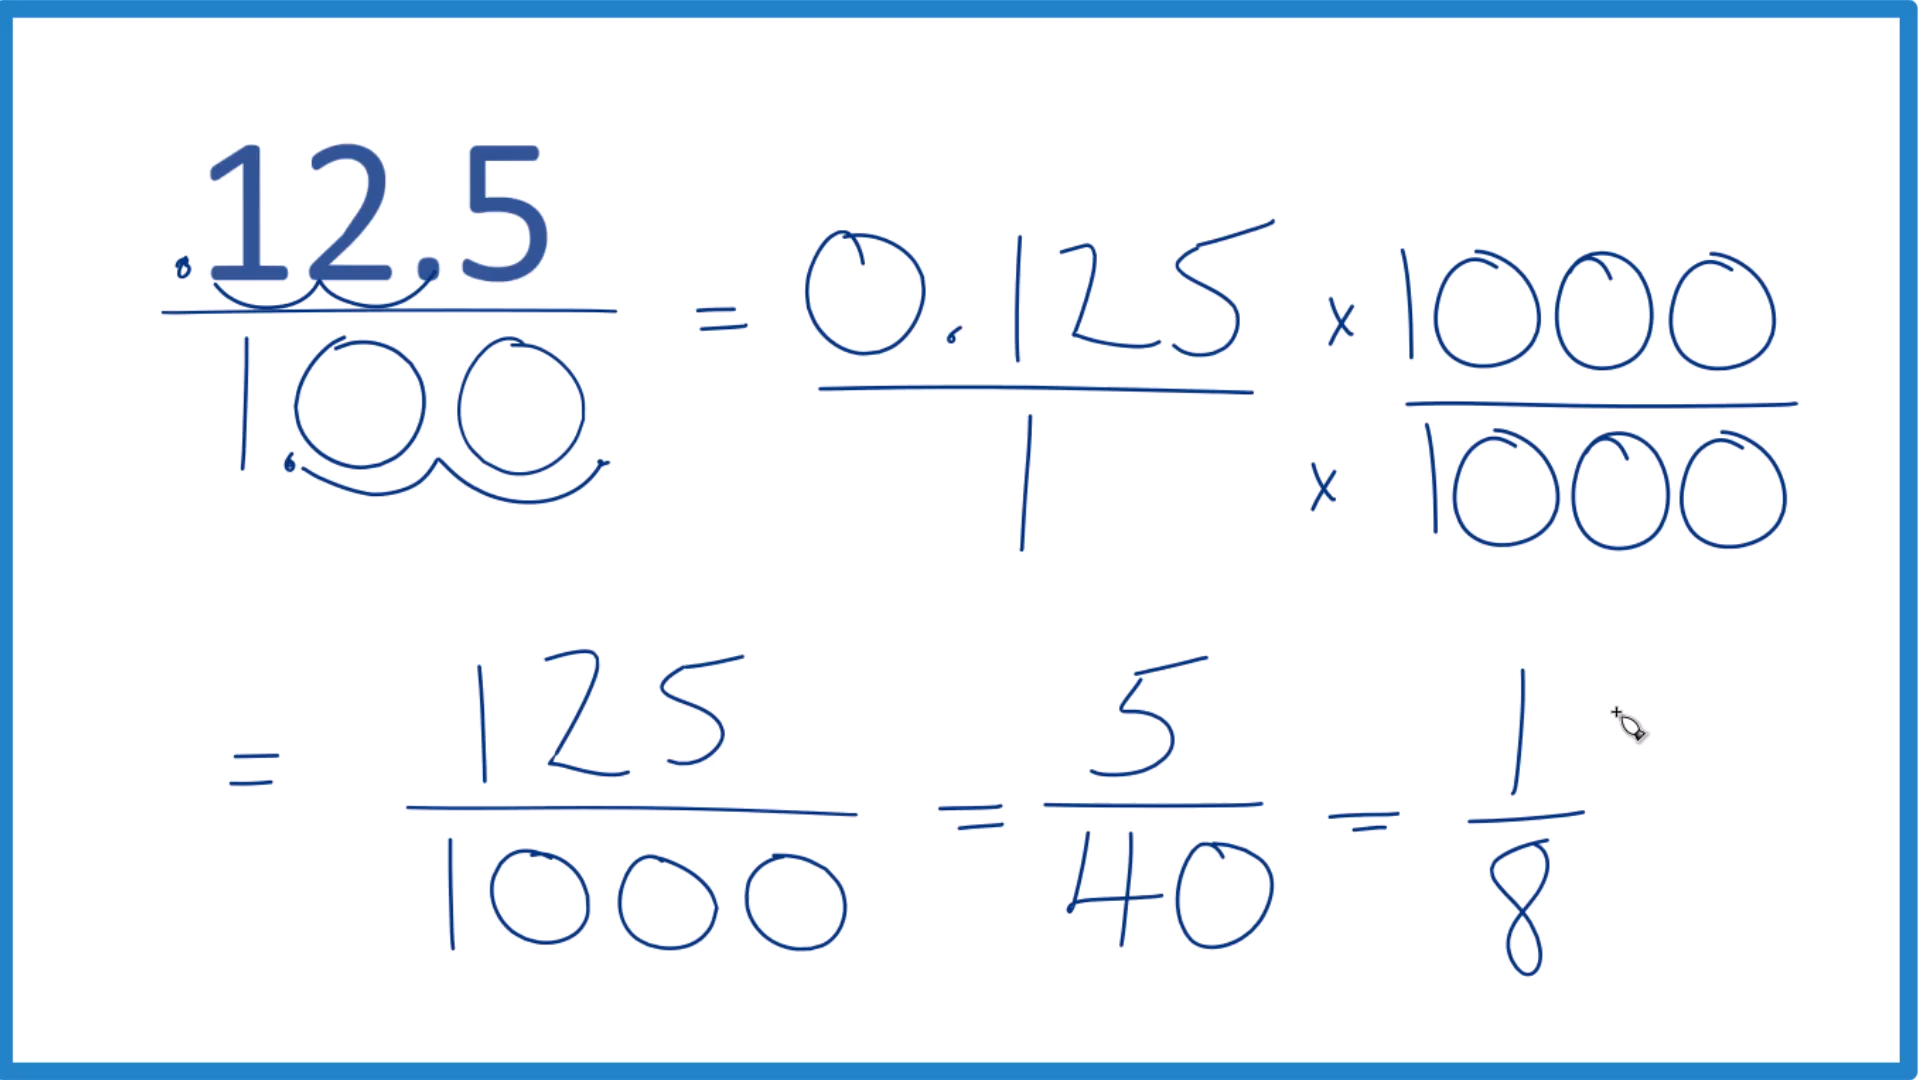 12.5/100 = 0.125/1 x 1000/x 1000
= 125/1000 = 5/40 = 1/8